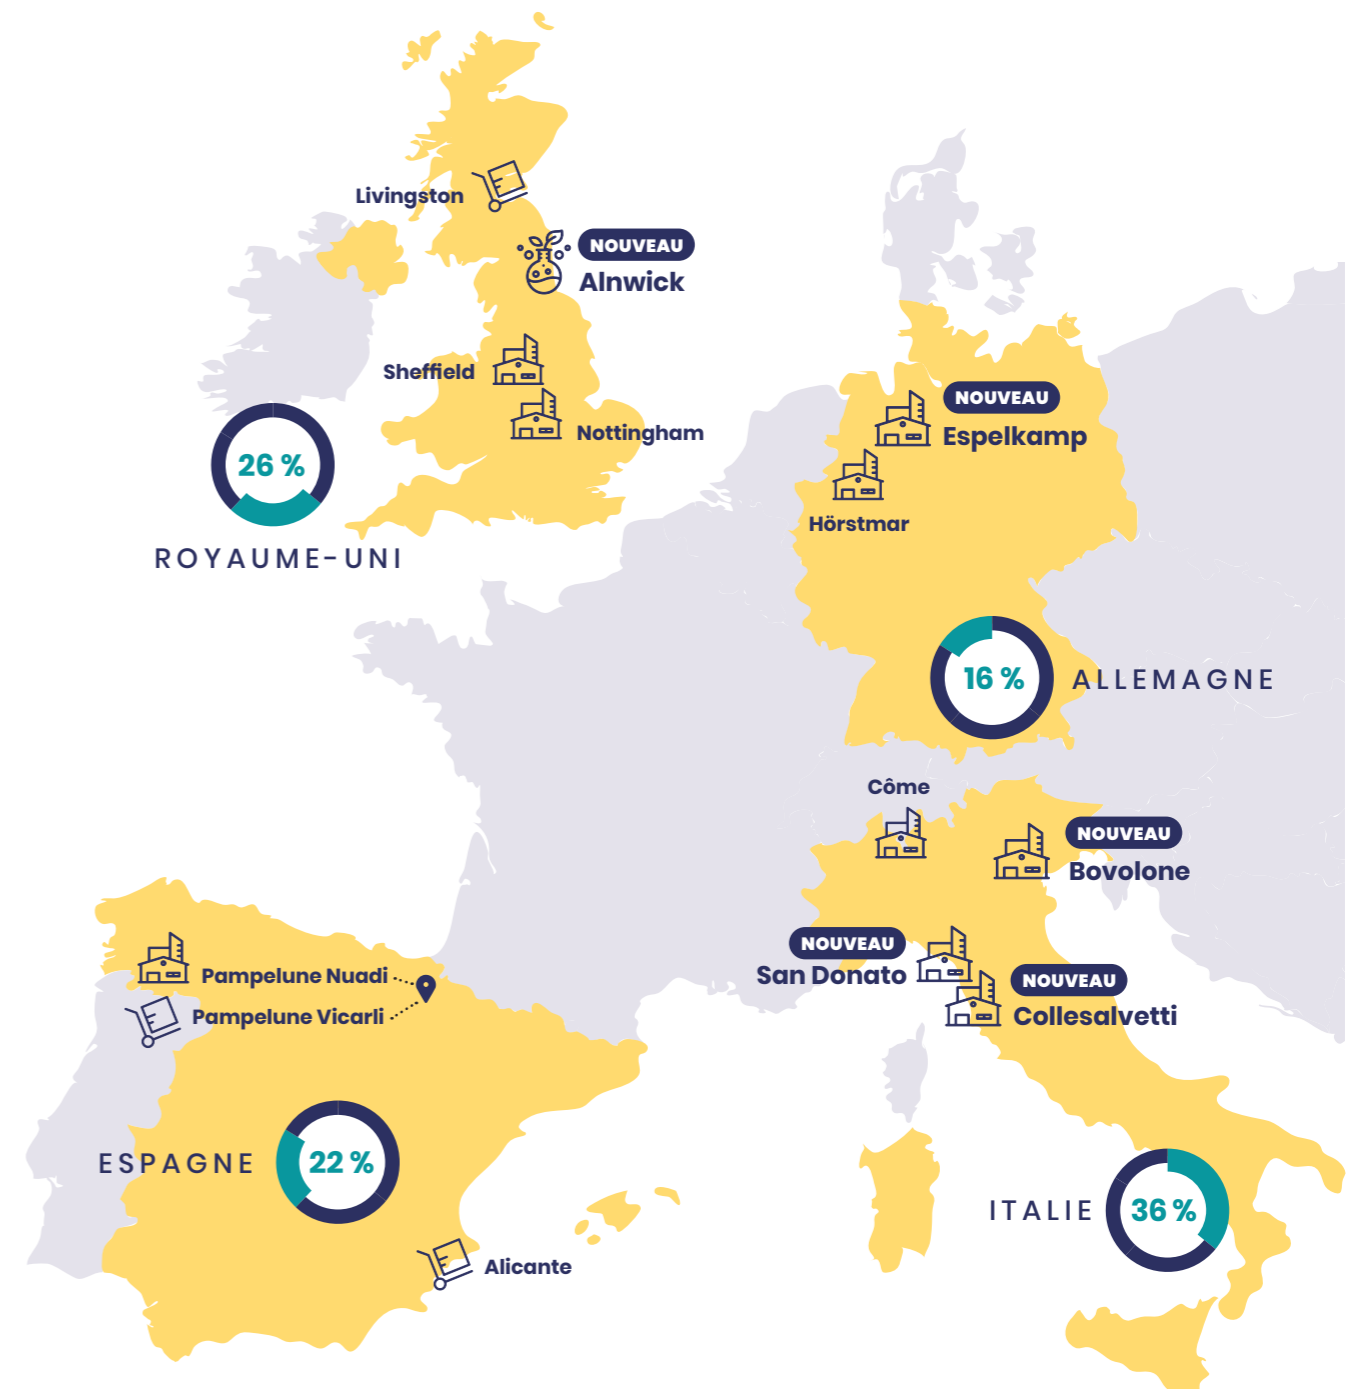 Livingston
NOUVEAU
Alnwick
Sheffield
Nottingham
26 %
ROYAUME-UNI
NOUVEAU
Espelkamp
Hörstmar
16 %
ALLEMAGNE
Côme
NOUVEAU
Bovolone
NOUVEAU
San Donato
NOUVEAU
Collesalvetti
Pampelune Nuadi
Pampelune Vicarli
ESPAGNE
22 %
Alicante
ITALIE
36 %